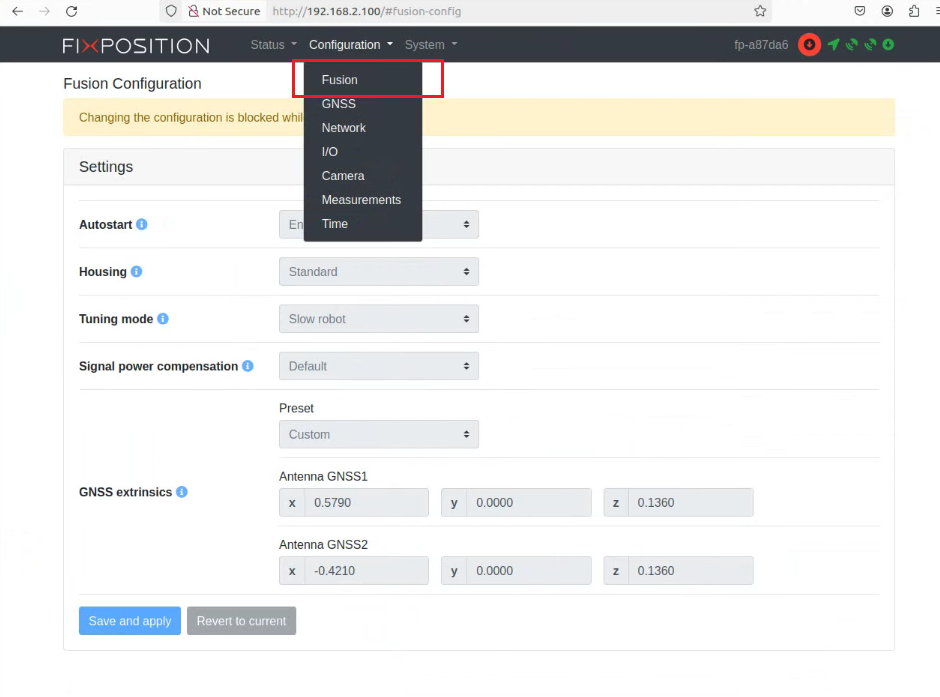 Not Secure http://192.168.2.100/#fusion-config
FIXPOSITION Status Configuration System fp-a87da6
Fusion
GNSS
Network
I/O
Camera
Measurements
Time
Fusion Configuration
Changing the configuration is blocked
Settings
Autostart
Housing Standard
Tuning mode Slow robot
Signal power compensation Default
Preset
Custom
GNSS extrinsics
Antenna GNSS1
x 0.5790 y 0.0000 z 0.1360
Antenna GNSS2
x -0.4210 y 0.0000 z 0.1360
Save and apply Revert to current